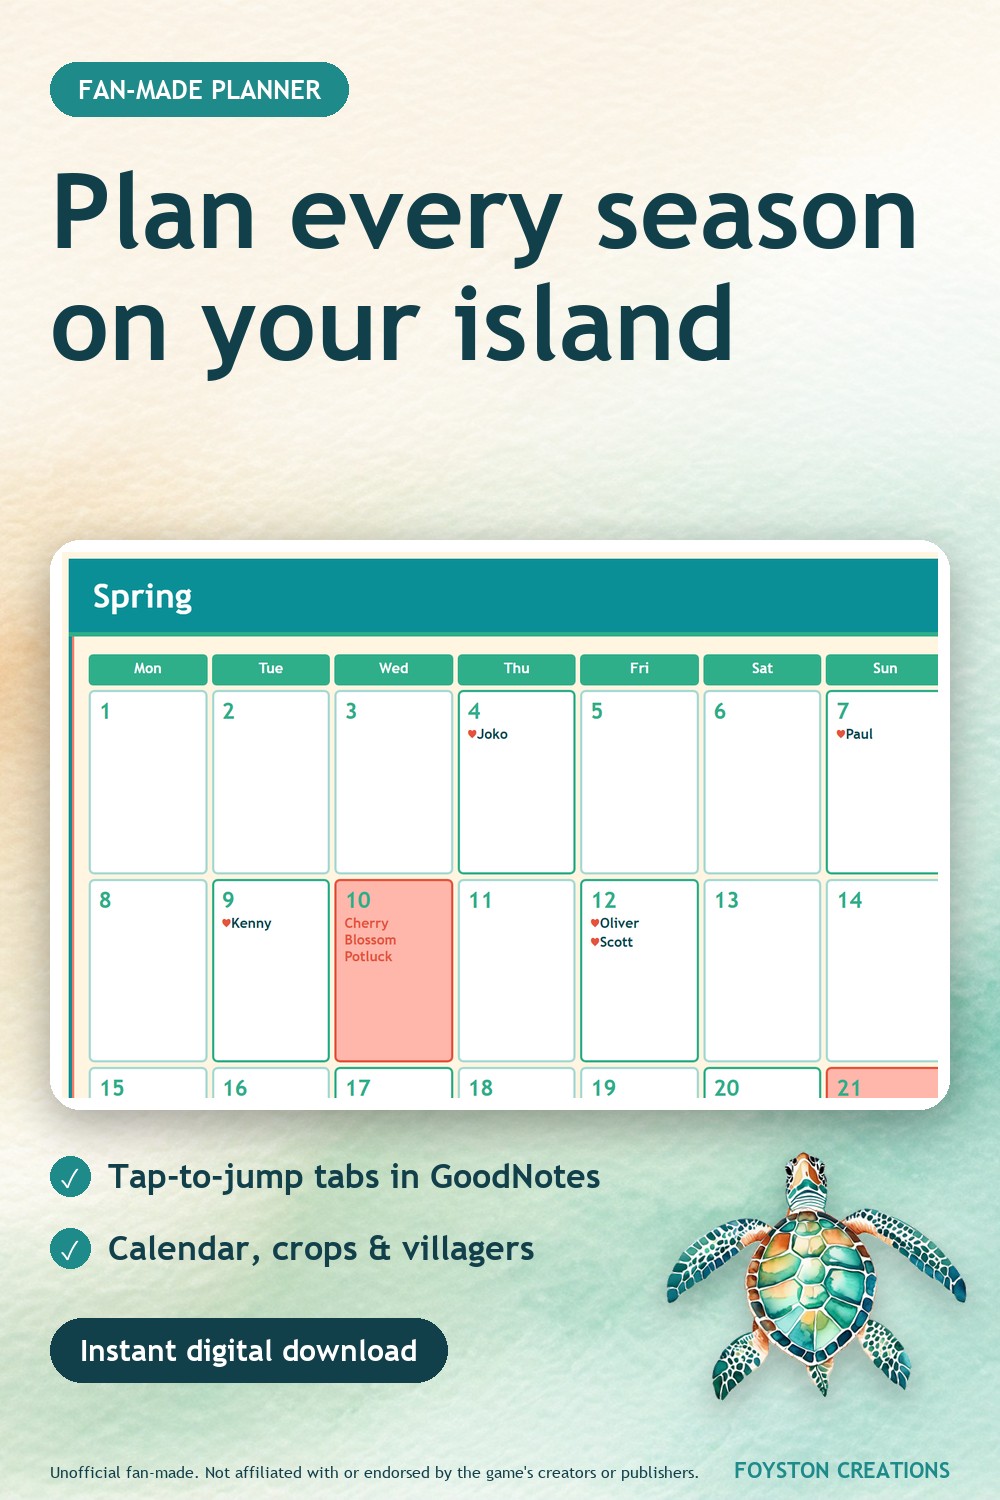 FAN-MADE PLANNER
Plan every season
on your island
Spring
Mon Tue Wed Thu Fri Sat Sun
1 2 3 4 5 6 7
♥Joko ♥Paul
8 9 10 11 12 13 14
♥Kenny Cherry ♥Oliver
Blossom ♥Scott
Potluck
15 16 17 18 19 20 21
✓ Tap-to-jump tabs in GoodNotes
✓ Calendar, crops & villagers
Instant digital download
Unofficial fan-made. Not affiliated with or endorsed by the game's creators or publishers.
FOYSTON CREATIONS